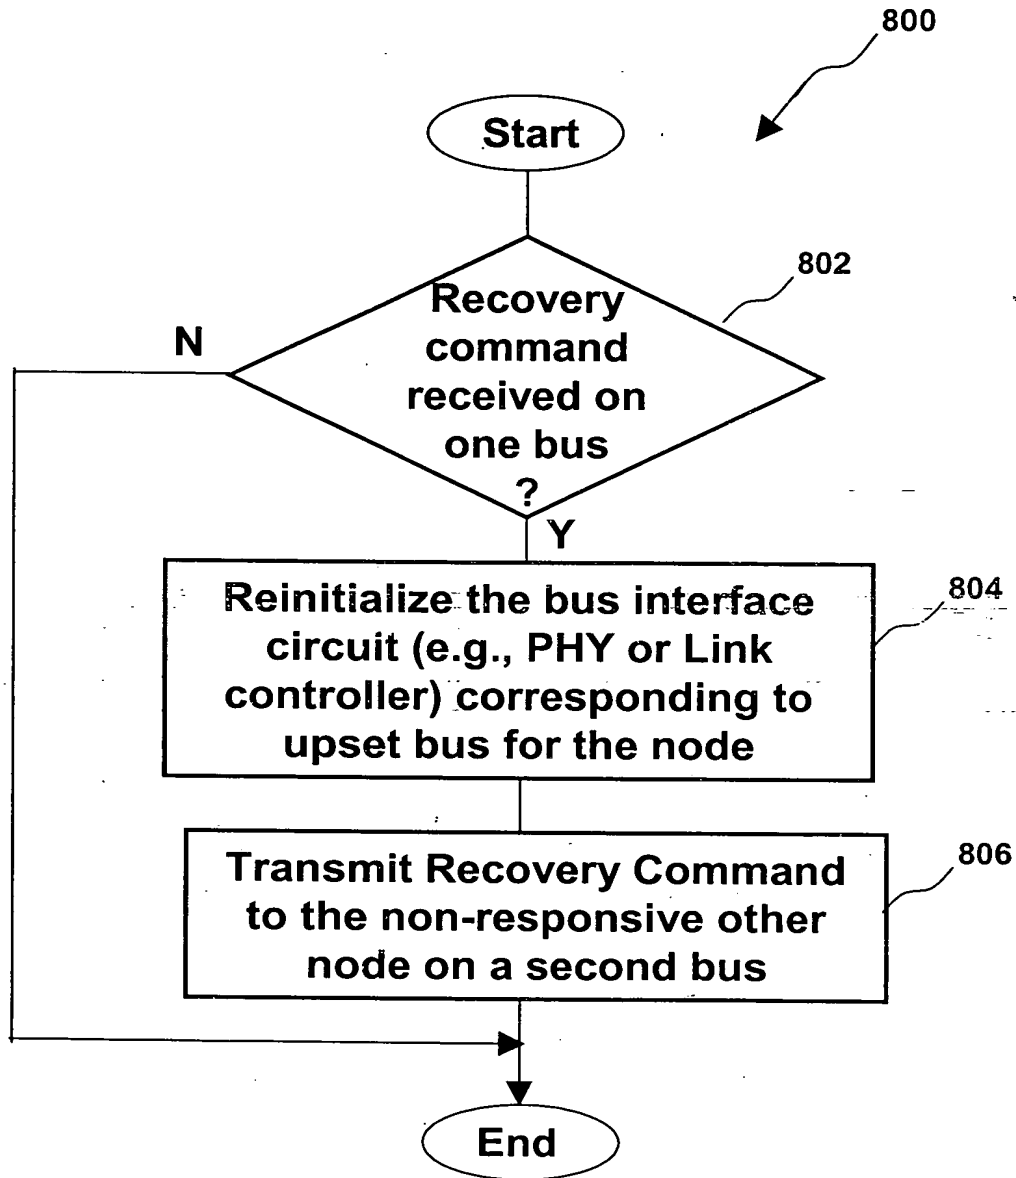 800
Start
802
Recovery
command
received on
one bus
?
N
Y
804
Reinitialize the bus interface
circuit (e.g., PHY or Link
controller) corresponding to
upset bus for the node
806
Transmit Recovery Command
to the non-responsive other
node on a second bus
End